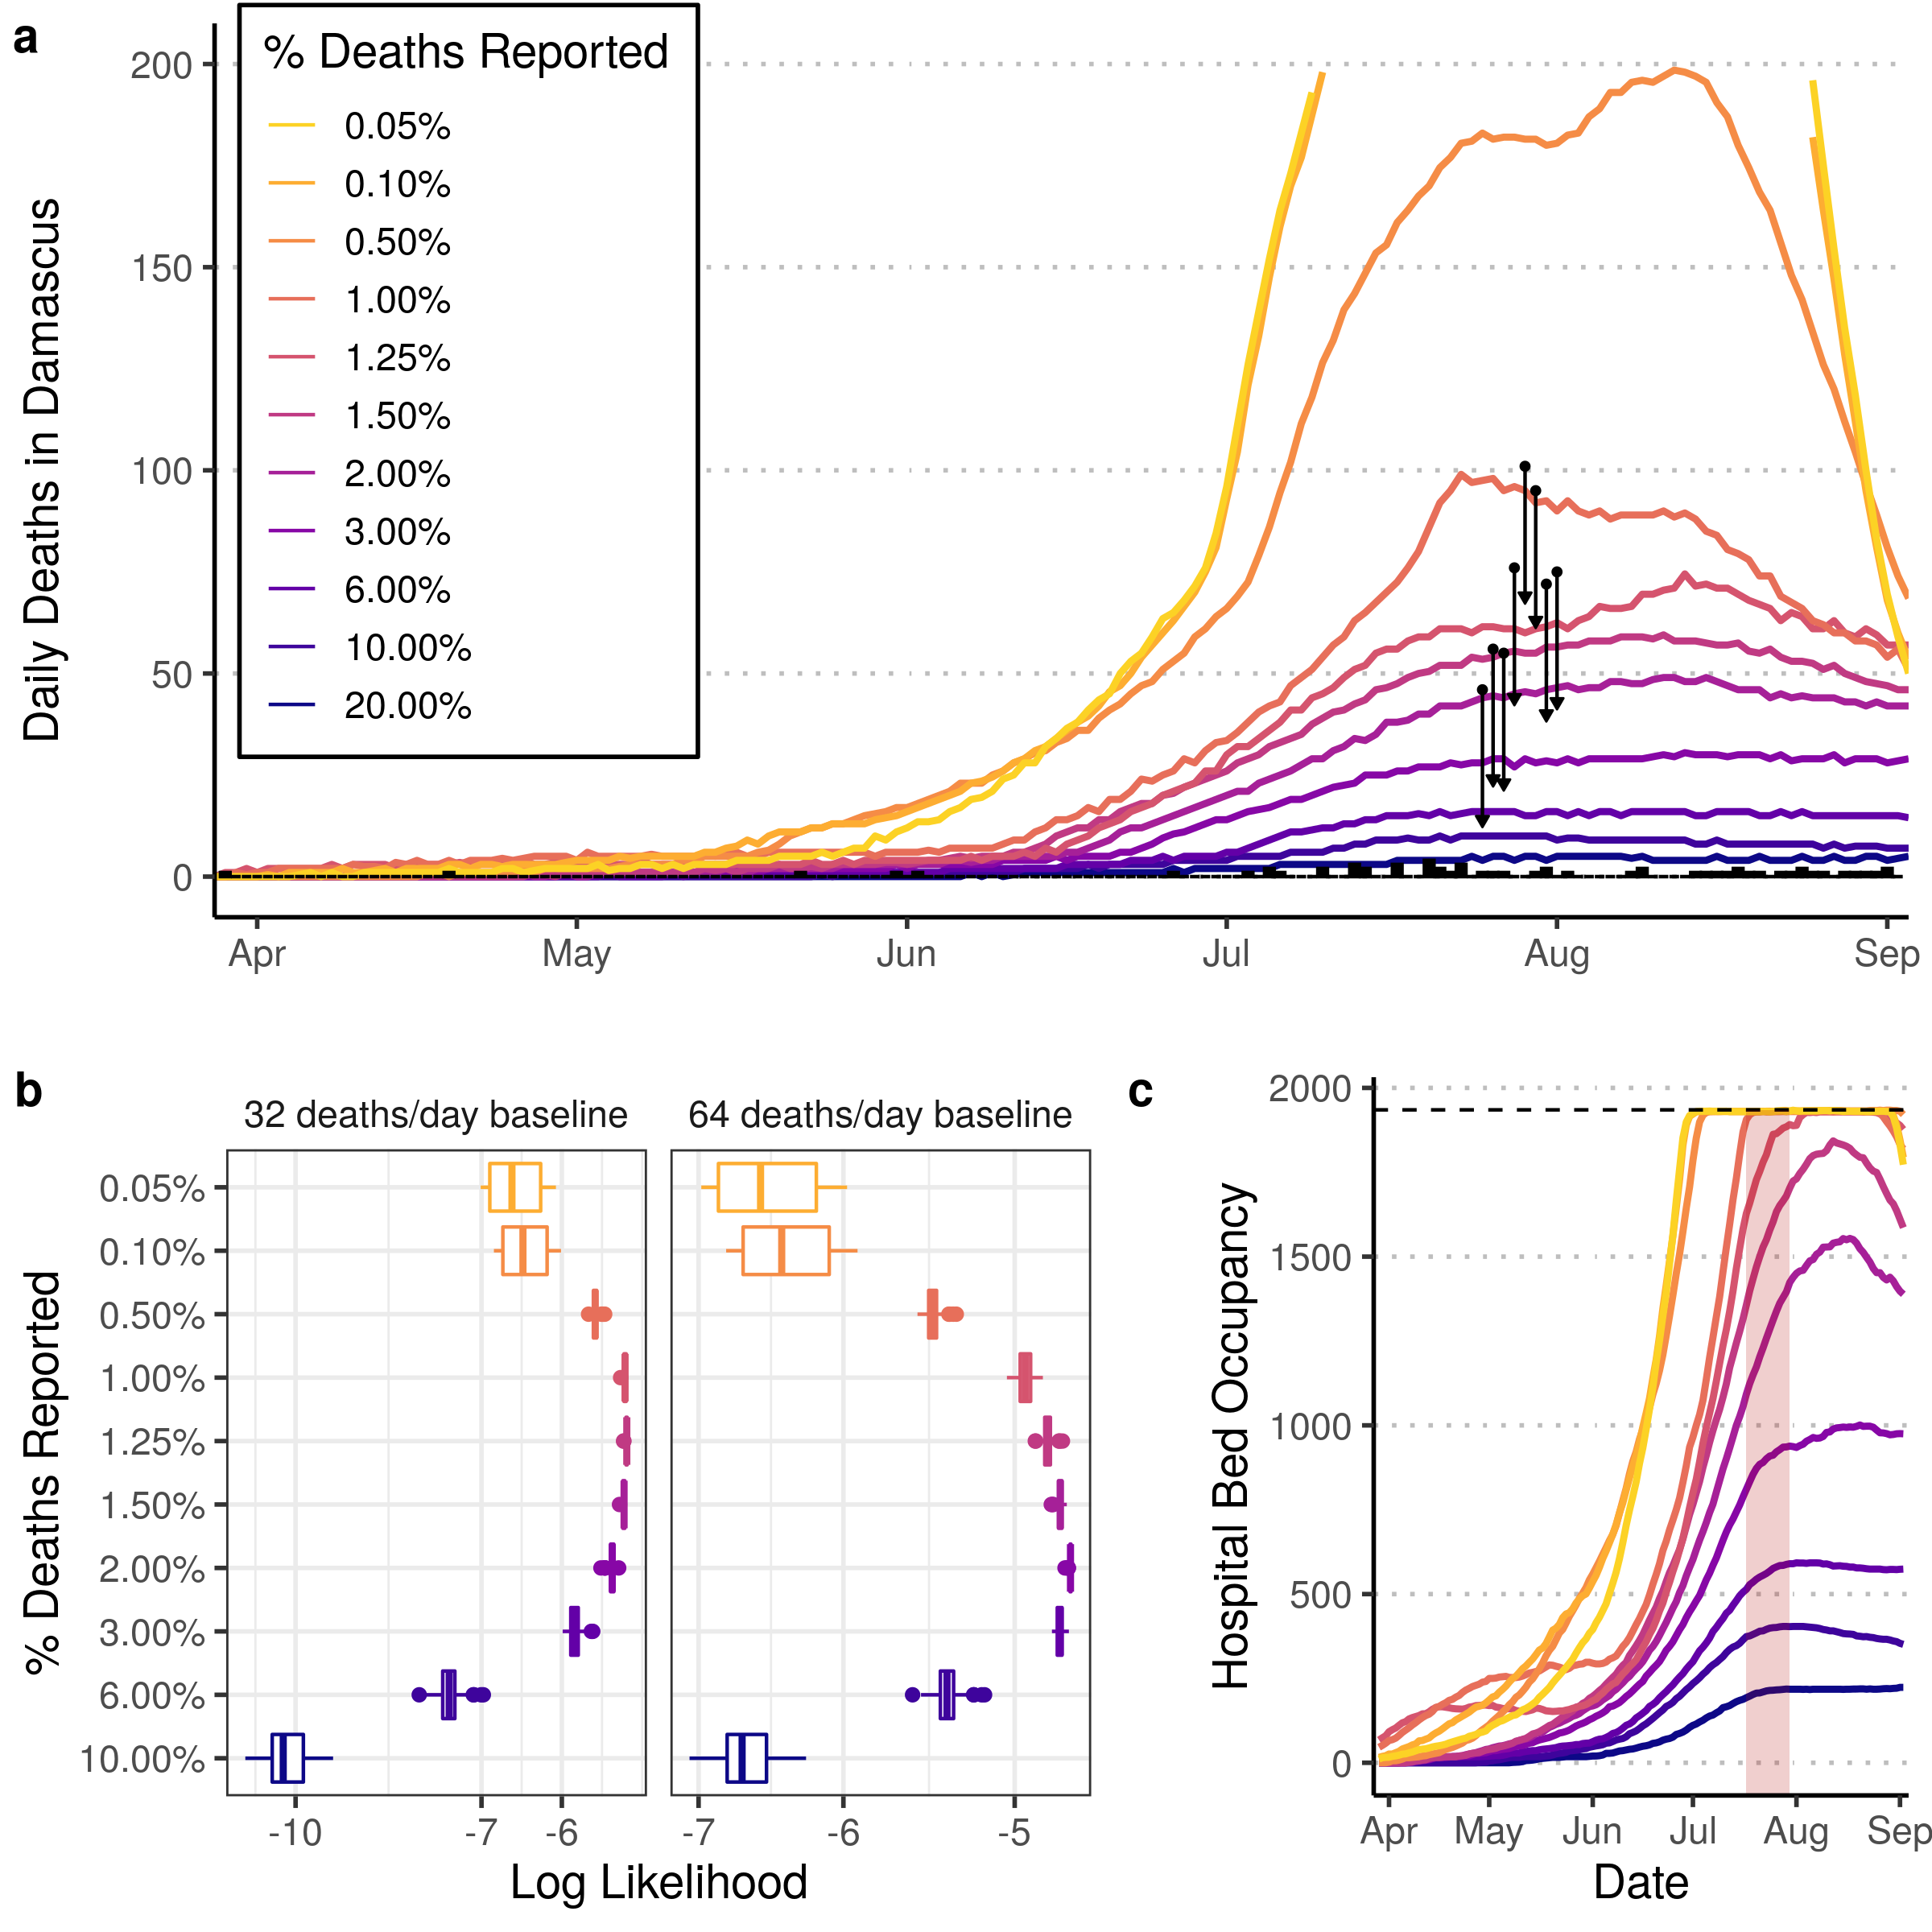 a
% Deaths Reported
0.05%
0.10%
0.50%
1.00%
1.25%
1.50%
2.00%
3.00%
6.00%
10.00%
20.00%
Daily Deaths in Damascus
200
150
100
50
0
Apr May Jun Jul Aug Sep
b
32 deaths/day baseline 64 deaths/day baseline
% Deaths Reported
0.05%
0.10%
0.50%
1.00%
1.25%
1.50%
2.00%
3.00%
6.00%
10.00%
-10 -7 -6 -7 -6 -5
Log Likelihood
c
Hospital Bed Occupancy
2000
1500
1000
500
0
Apr May Jun Jul Aug Sep
Date